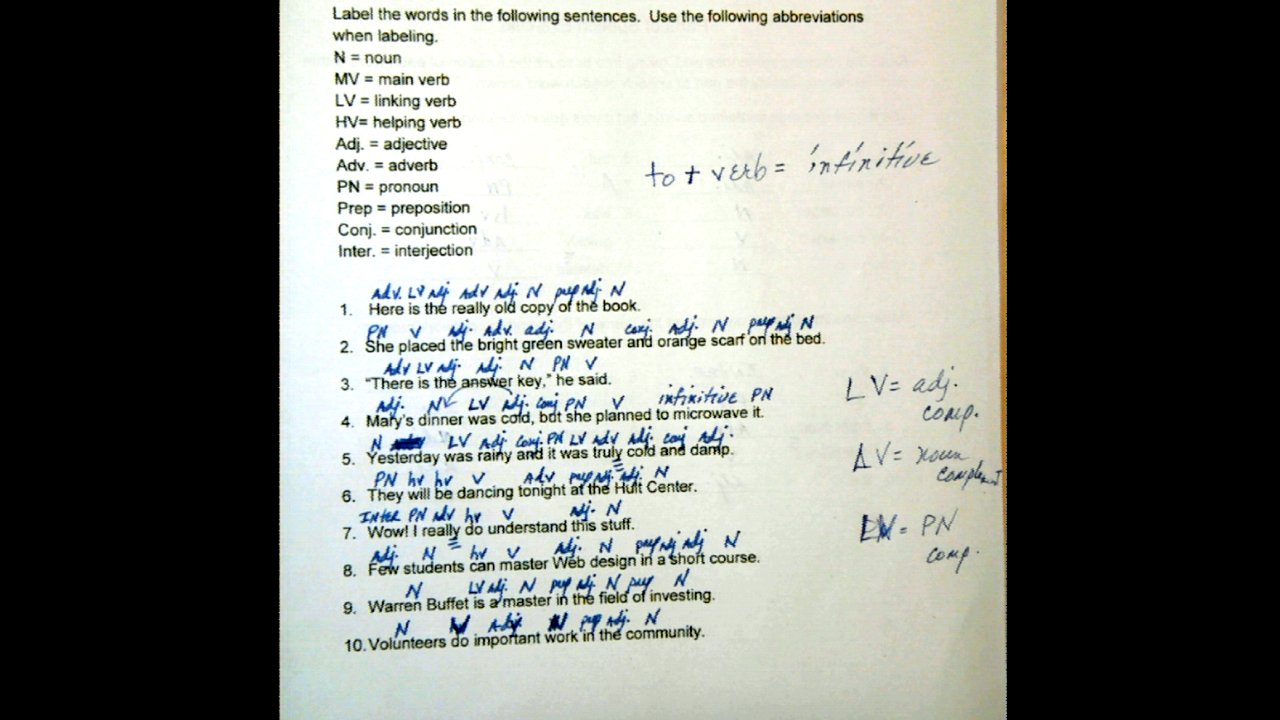 Label the words in the following sentences. Use the following abbreviations
when labeling.
N = noun
MV = main verb
LV = linking verb
HV= helping verb
Adj. = adjective
Adv. = adverb
PN = pronoun
Prep = preposition
Conj. = conjunction
Inter. = interjection
to + verb = infinitive
Adv. LV Adj. Adv Adj. N prep Adj. N
1. Here is the really old copy of the book.
PN V Adj. Adv. adj. N conj. Adj. N prep Adj N
2. She placed the bright green sweater and orange scarf on the bed.
Adv LV Adj. Adj. N PN V
3. "There is the answer key," he said.
Adj. N LV Adj. Conj PN V infinitive PN
4. Mary's dinner was cold, but she planned to microwave it.
N LV Adj Conj. PN LV Adv Adj. conj Adj.
5. Yesterday was rainy and it was truly cold and damp.
PN hv hv V Adv prep adj. adj. N
6. They will be dancing tonight at the Hult Center.
Inter PN Adv hv V Adj. N
7. Wow! I really do understand this stuff.
Adj. N hv V Adj. N prep Adj Adj N
8. Few students can master Web design in a short course.
N LV adj. N prep adj. N prep N
9. Warren Buffet is a master in the field of investing.
N V Adj N prep Adj. N
10. Volunteers do important work in the community.
LV = adj.
comp.
LV = noun
complement
LV = PN
comp.